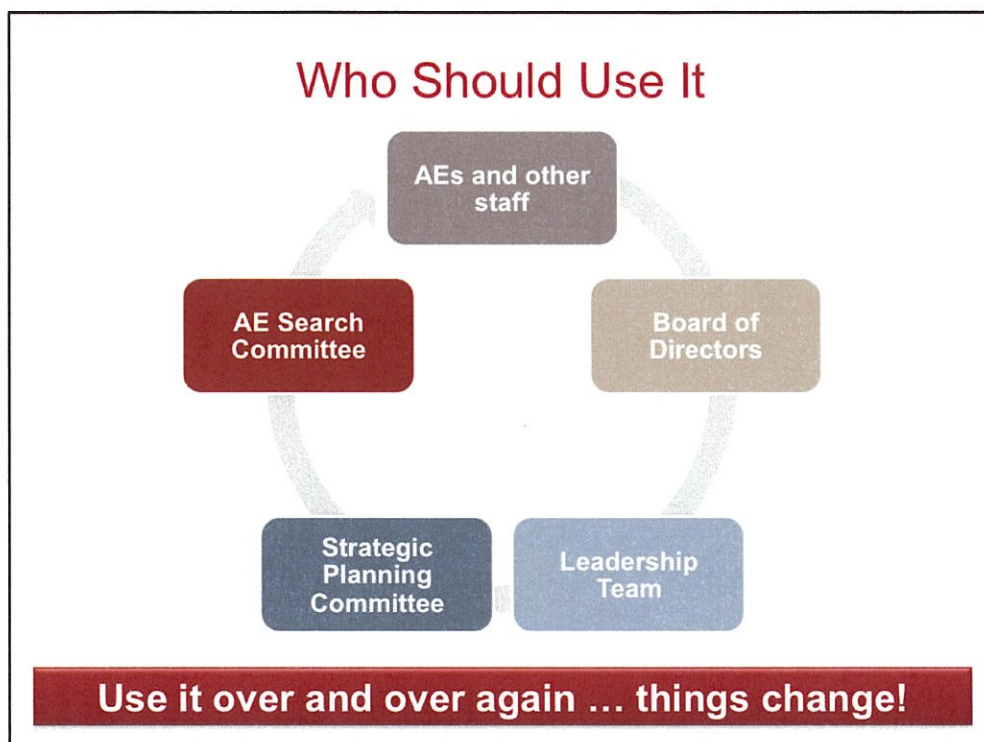 Who Should Use It
AEs and other
staff
Board of
Directors
Leadership
Team
Strategic
Planning
Committee
AE Search
Committee
Use it over and over again … things change!